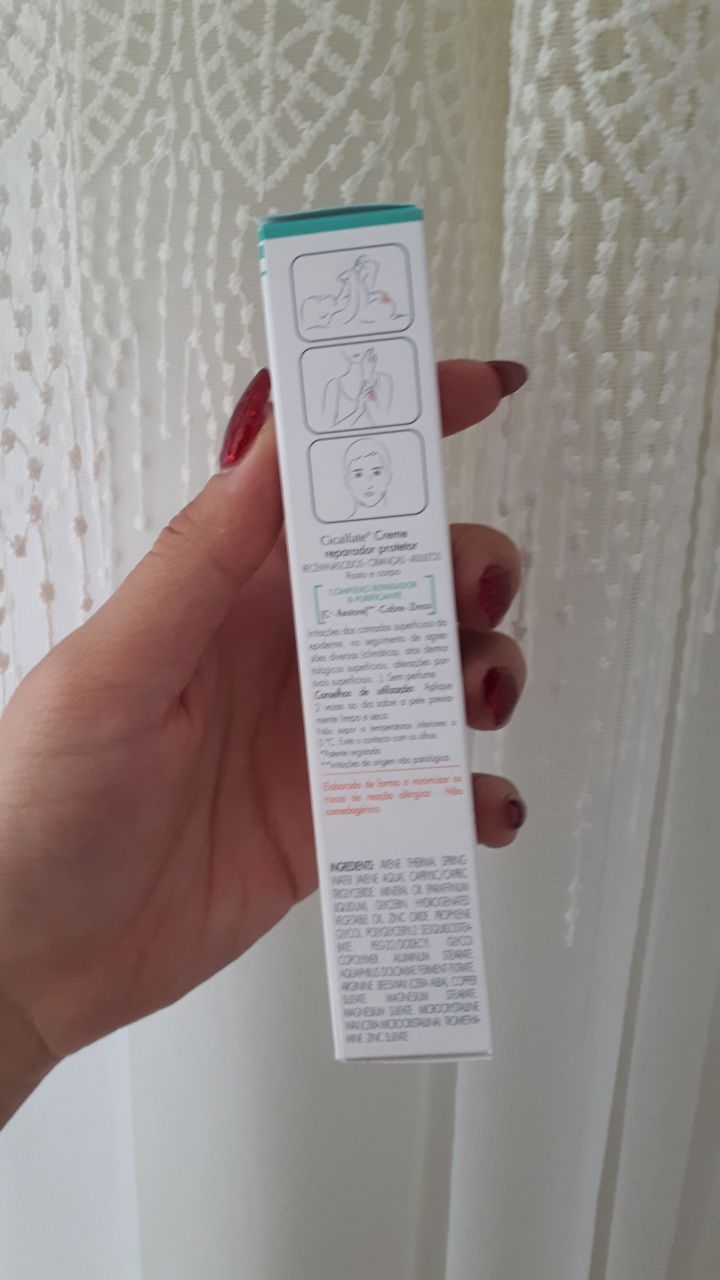 Cicalfate+ Creme
reparador protetor
RECÉM-NASCIDOS - CRIANÇAS - ADULTOS
Rosto e corpo
COMPLEXO REPARADOR
& PURIFICANTE
[C+-Restore]™ - Cobre - Zinco
Irritações das camadas superficiais da
epiderme, no seguimento de agres-
sões diversas (climáticas, atos derma-
tológicos superficiais, alterações
superficiais...). Sem perfume.
Conselhos de utilização: Aplique
2 vezes ao dia sobre a pele previa-
mente limpa e seca.
Não expor a temperaturas inferiores a
0°C. Evite o contacto com os olhos.
*Patente registada
**Irritações de origem não patológica
Elaborado de forma a minimizar os
riscos de reação alérgica - Não
comedogénico.
INGREDIENTS: AVENE THERMAL SPRING
WATER (AVENE AQUA). CAPRYLIC/CAPRIC
TRIGLYCERIDE. MINERAL OIL (PARAFFINUM
LIQUIDUM). GLYCERIN. HYDROGENATED
VEGETABLE OIL. ZINC OXIDE. PROPYLENE
GLYCOL. POLYGLYCERYL-2 SESQUIISOSTEA-
RATE. PEG-22/DODECYL GLYCOL
COPOLYMER. ALUMINUM STEARATE.
AQUAPHILUS DOLOMIAE FERMENT FILTRATE.
ARGININE. BEESWAX (CERA ALBA). COPPER
SULFATE. MAGNESIUM STEARATE.
MAGNESIUM SULFATE. MICROCRYSTALLINE
WAX (CERA MICROCRISTALLINA). TROMETHA-
MINE. ZINC SULFATE.